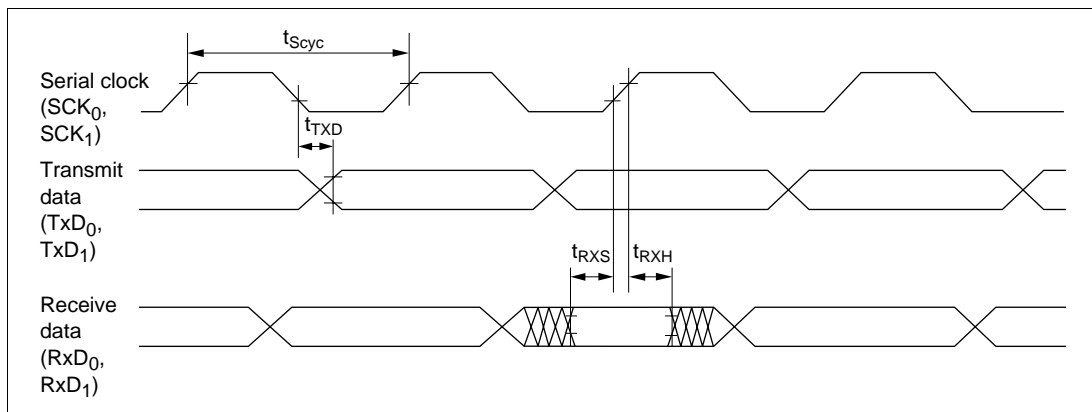 tScyc
Serial clock
(SCK0,
SCK1)
tTXD
Transmit
data
(TxD0,
TxD1)
tRXS
tRXH
Receive
data
(RxD0,
RxD1)